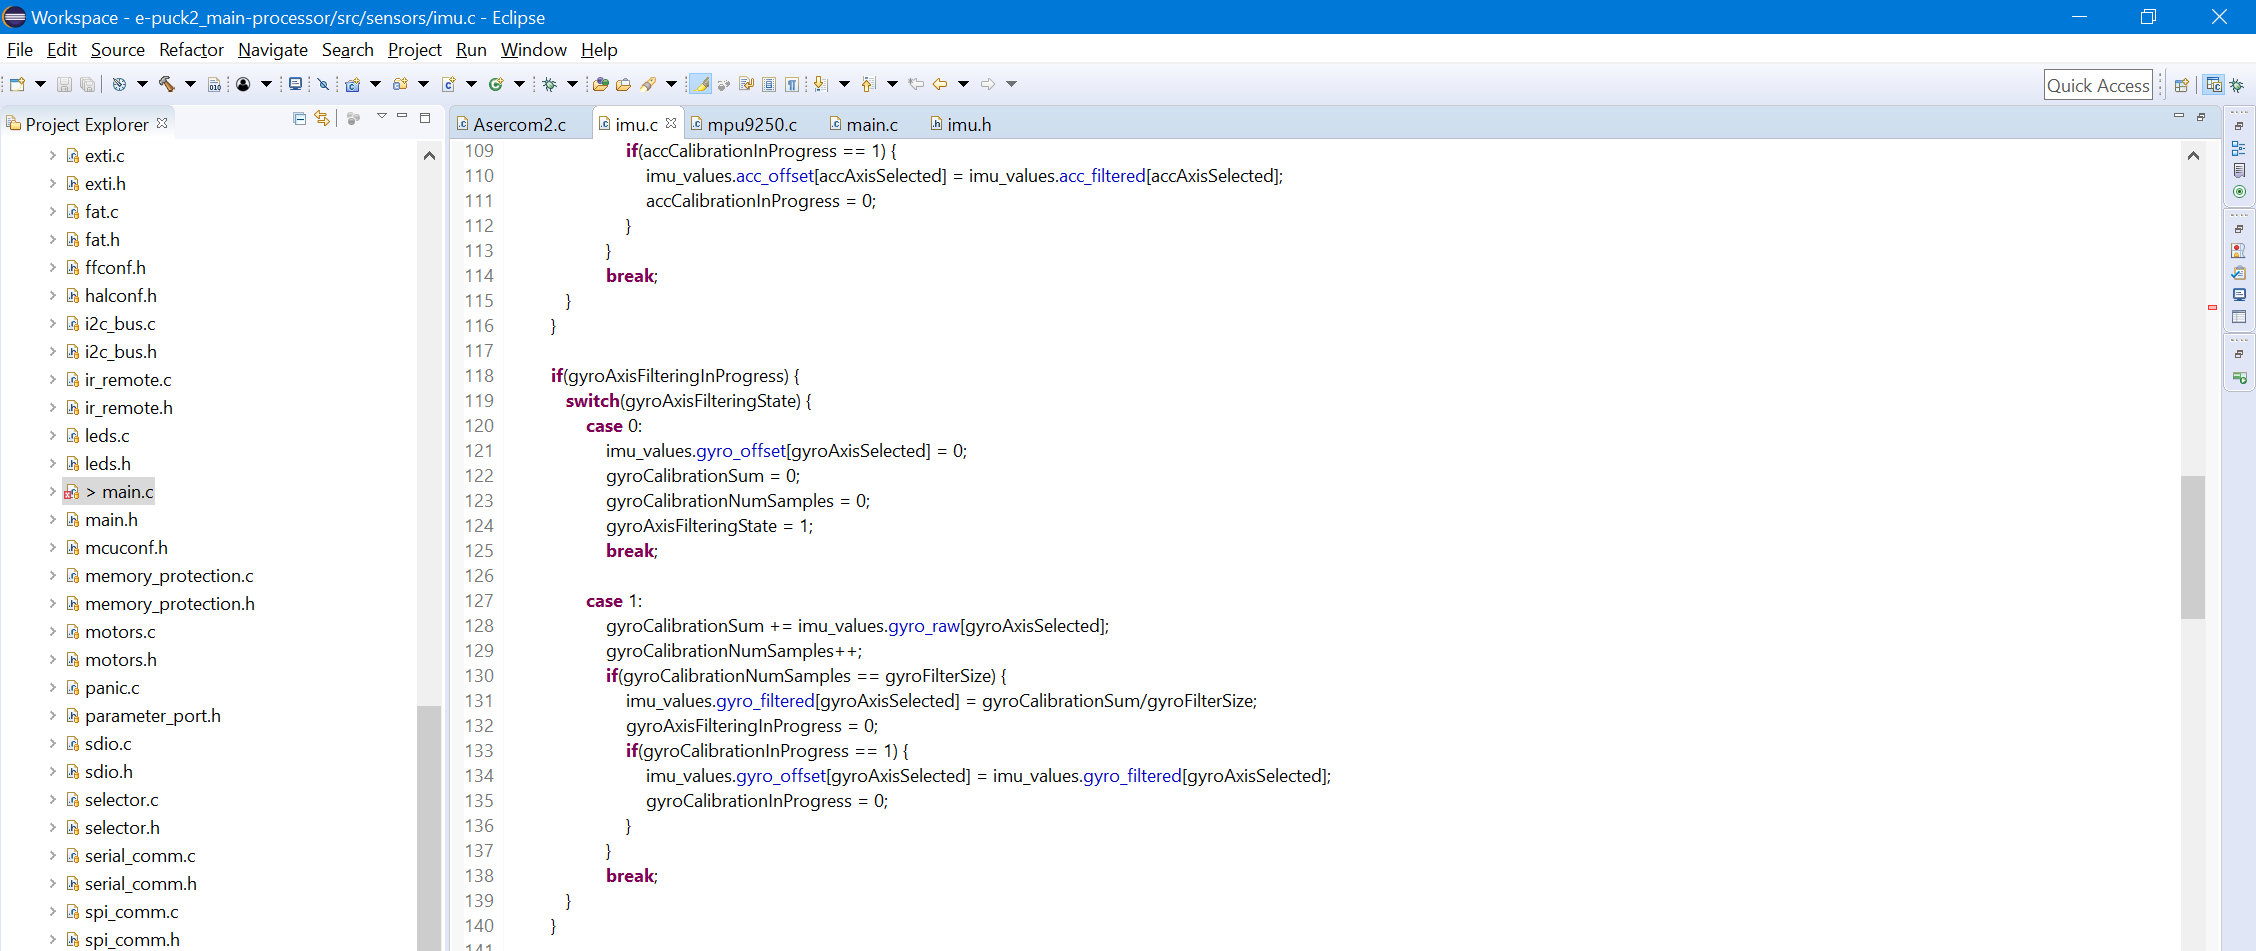 Workspace - e-puck2_main-processor/src/sensors/imu.c - Eclipse
File Edit Source Refactor Navigate Search Project Run Window Help
Quick Access
Project Explorer
exti.c
exti.h
fat.c
fat.h
ffconf.h
halconf.h
i2c_bus.c
i2c_bus.h
ir_remote.c
ir_remote.h
leds.c
leds.h
> main.c
main.h
mcuconf.h
memory_protection.c
memory_protection.h
motors.c
motors.h
panic.c
parameter_port.h
sdio.c
sdio.h
selector.c
selector.h
serial_comm.c
serial_comm.h
spi_comm.c
spi_comm.h
Asercom2.c imu.c mpu9250.c main.c imu.h
109 if(accCalibrationInProgress == 1) {
110 imu_values.acc_offset[accAxisSelected] = imu_values.acc_filtered[accAxisSelected];
111 accCalibrationInProgress = 0;
112 }
113 }
114 break;
115 }
116 }
117
118 if(gyroAxisFilteringInProgress) {
119 switch(gyroAxisFilteringState) {
120 case 0:
121 imu_values.gyro_offset[gyroAxisSelected] = 0;
122 gyroCalibrationSum = 0;
123 gyroCalibrationNumSamples = 0;
124 gyroAxisFilteringState = 1;
125 break;
126
127 case 1:
128 gyroCalibrationSum += imu_values.gyro_raw[gyroAxisSelected];
129 gyroCalibrationNumSamples++;
130 if(gyroCalibrationNumSamples == gyroFilterSize) {
131 imu_values.gyro_filtered[gyroAxisSelected] = gyroCalibrationSum/gyroFilterSize;
132 gyroAxisFilteringInProgress = 0;
133 if(gyroCalibrationInProgress == 1) {
134 imu_values.gyro_offset[gyroAxisSelected] = imu_values.gyro_filtered[gyroAxisSelected];
135 gyroCalibrationInProgress = 0;
136 }
137 }
138 break;
139 }
140 }
141